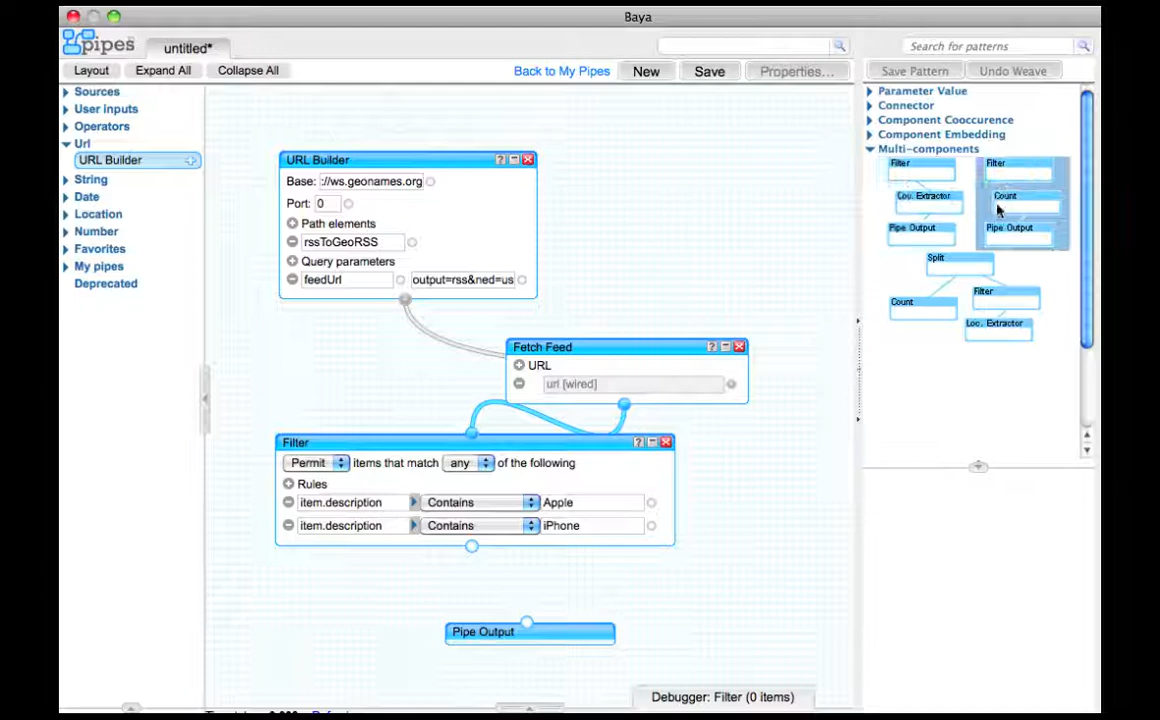 Baya
pipes
untitled*
Search for patterns
Layout
Expand All
Collapse All
Back to My Pipes
New
Save
Properties...
Save Pattern
Undo Weave
Sources
User inputs
Operators
Url
URL Builder
String
Date
Location
Number
Favorites
My pipes
Deprecated
URL Builder
?
Base: ://ws.geonames.org
Port: 0
Path elements
rssToGeoRSS
Query parameters
feedUrl output=rss&ned=us
Fetch Feed
?
URL
url [wired]
Filter
?
Permit items that match any of the following
Rules
item.description Contains Apple
item.description Contains iPhone
Pipe Output
Debugger: Filter (0 items)
Parameter Value
Connector
Component Cooccurence
Component Embedding
Multi-components
Filter
Filter
Loc. Extractor
Count
Pipe Output
Pipe Output
Split
Count
Filter
Loc. Extractor